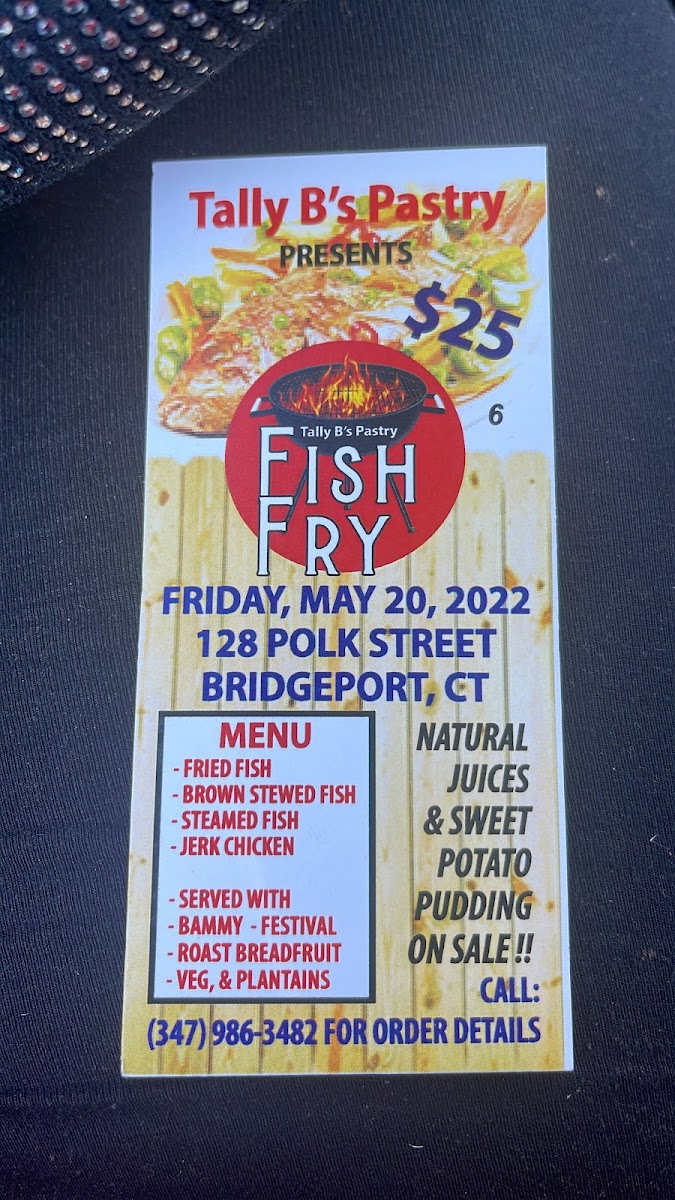 Tally B's Pastry
PRESENTS
$25
6
Tally B's Pastry
FISH
FRY
FRIDAY, MAY 20, 2022
128 POLK STREET
BRIDGEPORT, CT
MENU
- FRIED FISH
- BROWN STEWED FISH
- STEAMED FISH
- JERK CHICKEN
- SERVED WITH
- BAMMY - FESTIVAL
- ROAST BREADFRUIT
- VEG, & PLANTAINS
NATURAL
JUICES
& SWEET
POTATO
PUDDING
ON SALE !!
CALL:
(347) 986-3482 FOR ORDER DETAILS